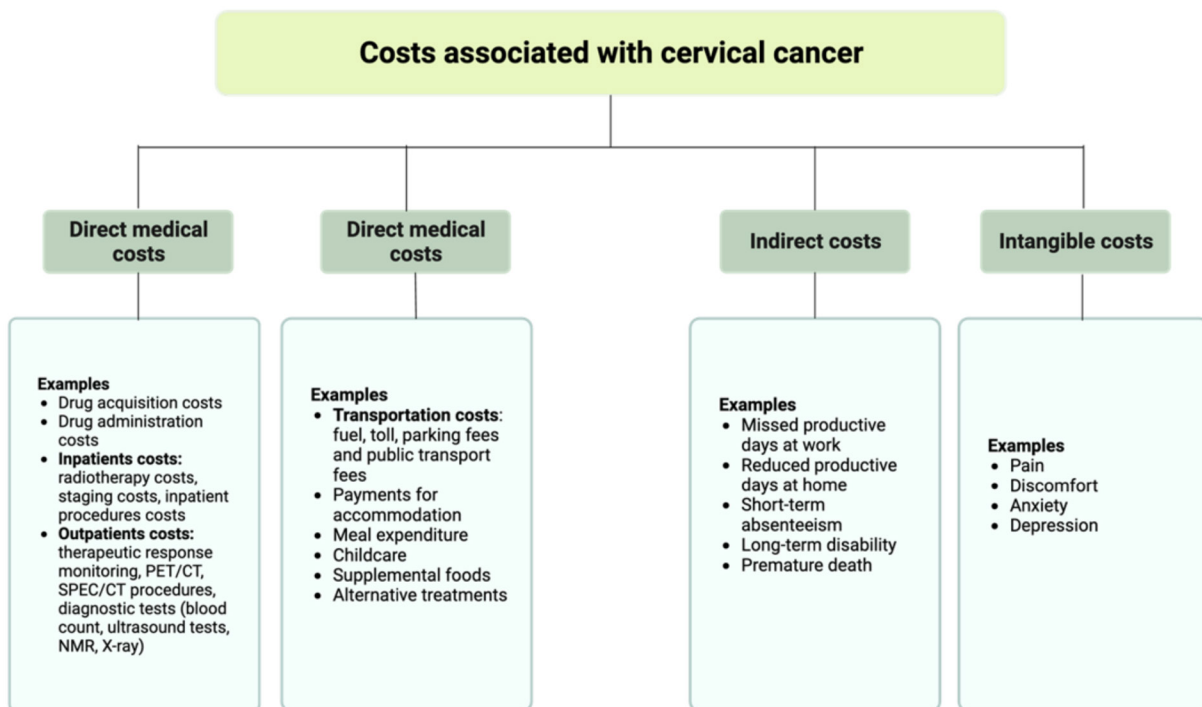 Costs associated with cervical cancer
Direct medical
costs
Direct medical
costs
Indirect costs
Intangible costs
Examples
• Drug acquisition costs
• Drug administration
costs
• Inpatients costs:
radiotherapy costs,
staging costs, inpatient
procedures costs
• Outpatients costs:
therapeutic response
monitoring, PET/CT,
SPEC/CT procedures,
diagnostic tests (blood
count, ultrasound tests,
NMR, X-ray)
Examples
• Transportation costs:
fuel, toll, parking fees
and public transport
fees
• Payments for
accommodation
• Meal expenditure
• Childcare
• Supplemental foods
• Alternative treatments
Examples
• Missed productive
days at work
• Reduced productive
days at home
• Short-term
absenteeism
• Long-term disability
• Premature death
Examples
• Pain
• Discomfort
• Anxiety
• Depression